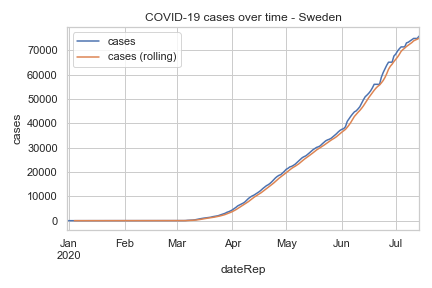 COVID-19 cases over time - Sweden
cases
cases (rolling)
70000
60000
50000
40000
30000
20000
10000
0
cases
Jan Feb Mar Apr May Jun Jul
2020
dateRep